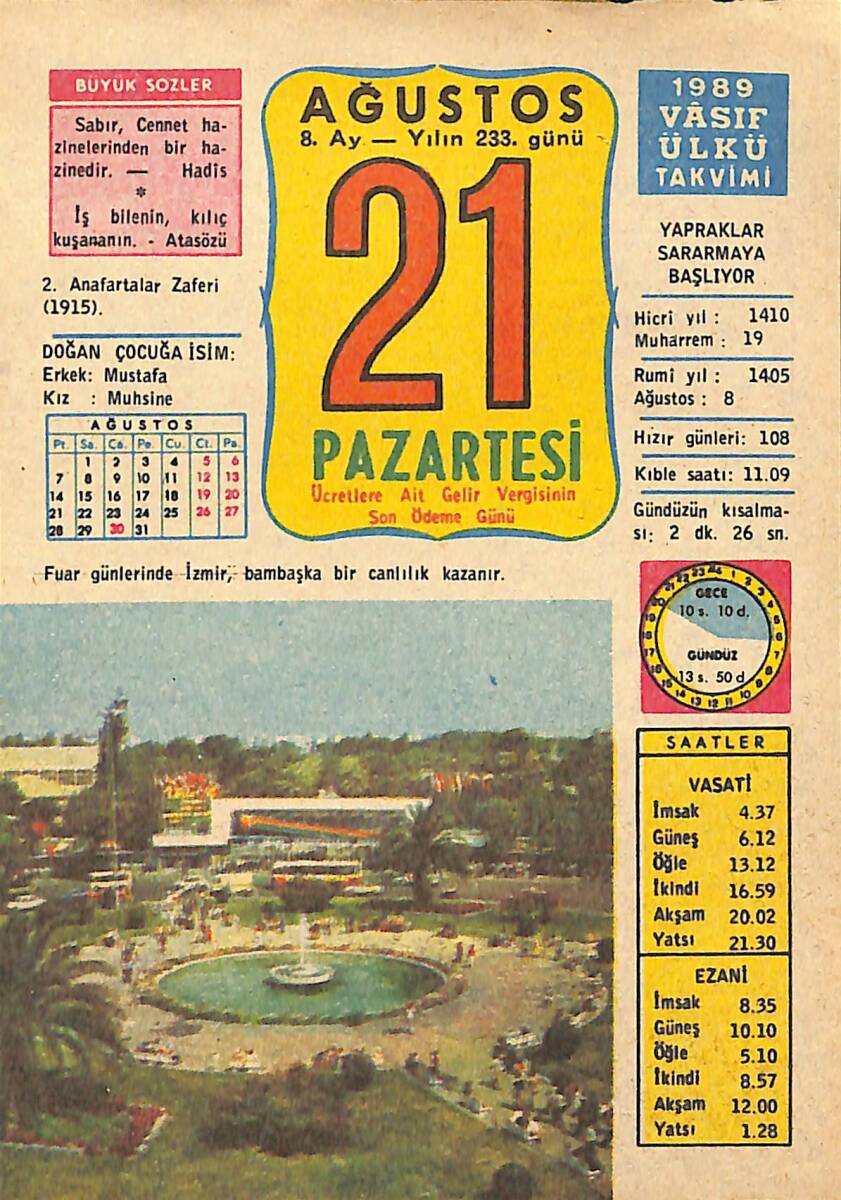 BÜYÜK SOZLER
Sabır, Cennet ha-
zinelerinden bir ha-
zinedir. — Hadis
*
İş bilenin, kılıç
kuşananın. - Atasözü
2. Anafartalar Zaferi
(1915).
DOĞAN ÇOCUĞA İSİM:
Erkek: Mustafa
Kız : Muhsine
AĞUSTOS
Pt. Sa. Ça. Pe. Cu. Ct. Pa.
1 2 3 4 5 6
7 8 9 10 11 12 13
14 15 16 17 18 19 20
21 22 23 24 25 26 27
28 29 30 31
AĞUSTOS
8. Ay — Yılın 233. günü
21
PAZARTESİ
Ücretlere Ait Gelir Vergisinin
Son Ödeme Günü
1989
VÂSIF
ÜLKÜ
TAKVİMİ
YAPRAKLAR
SARARMAYA
BAŞLIYOR
Hicrî yıl : 1410
Muharrem : 19
Rumî yıl : 1405
Ağustos : 8
Hızır günleri: 108
Kıble saatı: 11.09
Gündüzün kısalma-
sı: 2 dk. 26 sn.
Fuar günlerinde İzmir, bambaşka bir canlılık kazanır.
GECE
10 s. 10 d.
GÜNDÜZ
13 s. 50 d
SAATLER
VASATİ
İmsak 4.37
Güneş 6.12
Öğle 13.12
İkindi 16.59
Akşam 20.02
Yatsı 21.30
EZANİ
İmsak 8.35
Güneş 10.10
Öğle 5.10
İkindi 8.57
Akşam 12.00
Yatsı 1.28